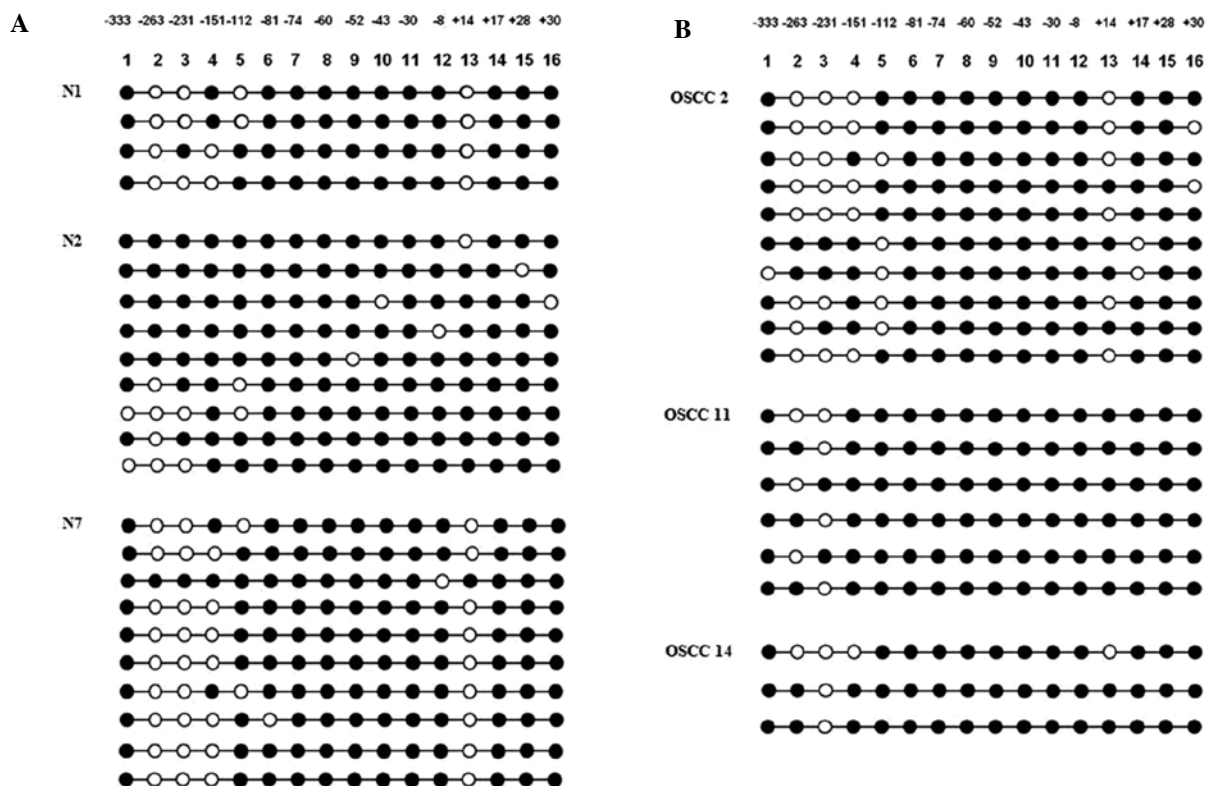 A
-333 -263 -231 -151 -112 -81 -74 -60 -52 -43 -30 -8 +14 +17 +28 +30
1 2 3 4 5 6 7 8 9 10 11 12 13 14 15 16
N1
N2
N7
B
-333 -263 -231 -151 -112 -81 -74 -60 -52 -43 -30 -8 +14 +17 +28 +30
1 2 3 4 5 6 7 8 9 10 11 12 13 14 15 16
OSCC 2
OSCC 11
OSCC 14